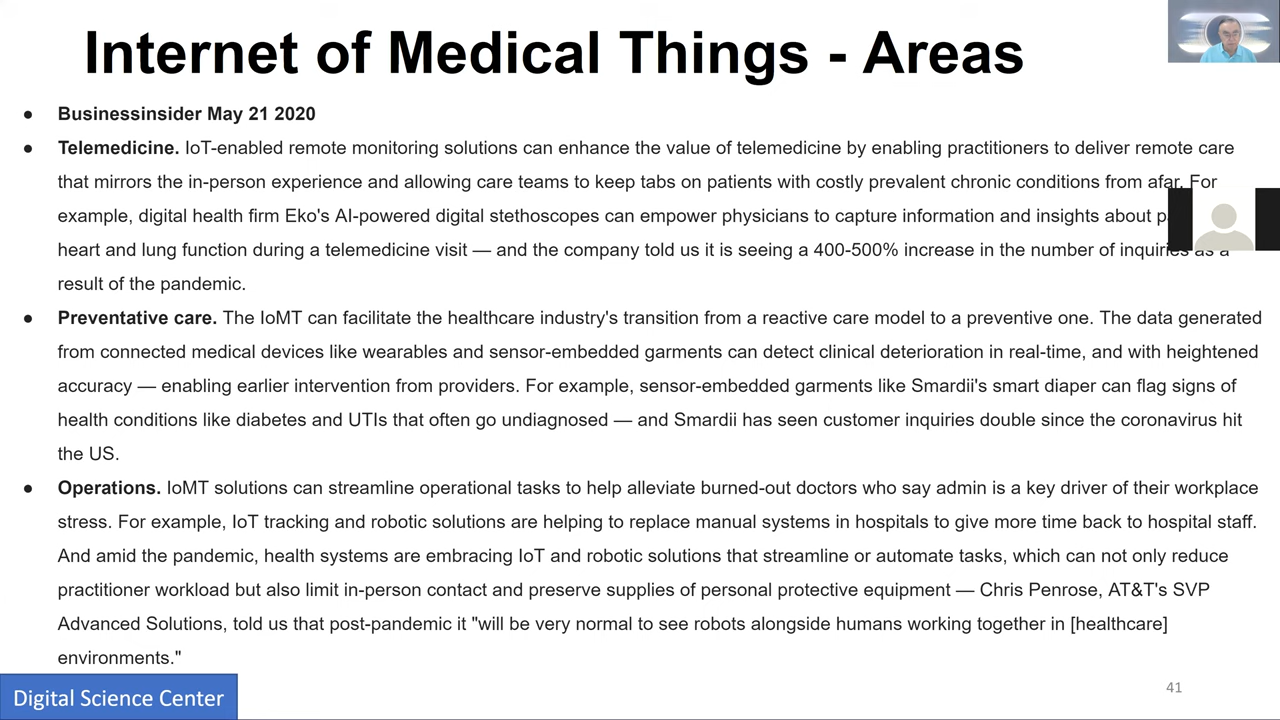 Internet of Medical Things - Areas
● Businessinsider May 21 2020
● Telemedicine. IoT-enabled remote monitoring solutions can enhance the value of telemedicine by enabling practitioners to deliver remote care
that mirrors the in-person experience and allowing care teams to keep tabs on patients with costly prevalent chronic conditions from afar. For
example, digital health firm Eko's AI-powered digital stethoscopes can empower physicians to capture information and insights about
heart and lung function during a telemedicine visit — and the company told us it is seeing a 400-500% increase in the number of inquiries as a
result of the pandemic.
● Preventative care. The IoMT can facilitate the healthcare industry's transition from a reactive care model to a preventive one. The data generated
from connected medical devices like wearables and sensor-embedded garments can detect clinical deterioration in real-time, and with heightened
accuracy — enabling earlier intervention from providers. For example, sensor-embedded garments like Smardii's smart diaper can flag signs of
health conditions like diabetes and UTIs that often go undiagnosed — and Smardii has seen customer inquiries double since the coronavirus hit
the US.
● Operations. IoMT solutions can streamline operational tasks to help alleviate burned-out doctors who say admin is a key driver of their workplace
stress. For example, IoT tracking and robotic solutions are helping to replace manual systems in hospitals to give more time back to hospital staff.
And amid the pandemic, health systems are embracing IoT and robotic solutions that streamline or automate tasks, which can not only reduce
practitioner workload but also limit in-person contact and preserve supplies of personal protective equipment — Chris Penrose, AT&T's SVP
Advanced Solutions, told us that post-pandemic it "will be very normal to see robots alongside humans working together in [healthcare]
environments."
Digital Science Center
41